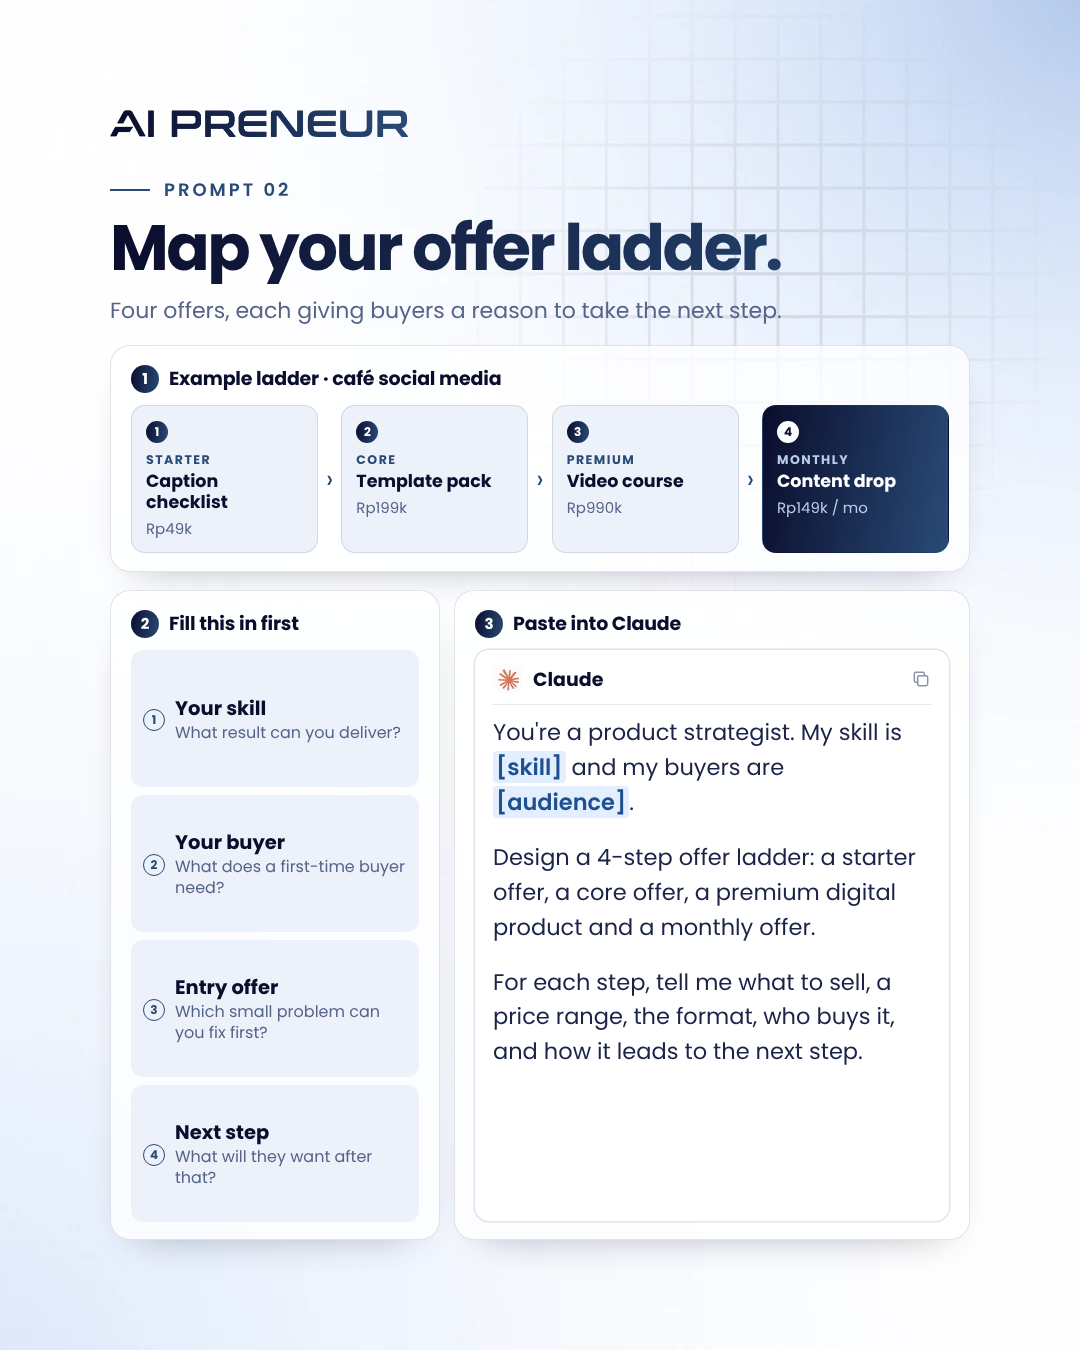 AI PRENEUR
PROMPT 02
Map your offer ladder.
Four offers, each giving buyers a reason to take the next step.
1 Example ladder · café social media
1
STARTER
Caption
checklist
Rp49k
›
2
CORE
Template pack
Rp199k
›
3
PREMIUM
Video course
Rp990k
›
4
MONTHLY
Content drop
Rp149k / mo
2 Fill this in first
1
Your skill
What result can you deliver?
2
Your buyer
What does a first-time buyer
need?
3
Entry offer
Which small problem can
you fix first?
4
Next step
What will they want after
that?
3 Paste into Claude
Claude
You're a product strategist. My skill is
[skill] and my buyers are
[audience].
Design a 4-step offer ladder: a starter
offer, a core offer, a premium digital
product and a monthly offer.
For each step, tell me what to sell, a
price range, the format, who buys it,
and how it leads to the next step.